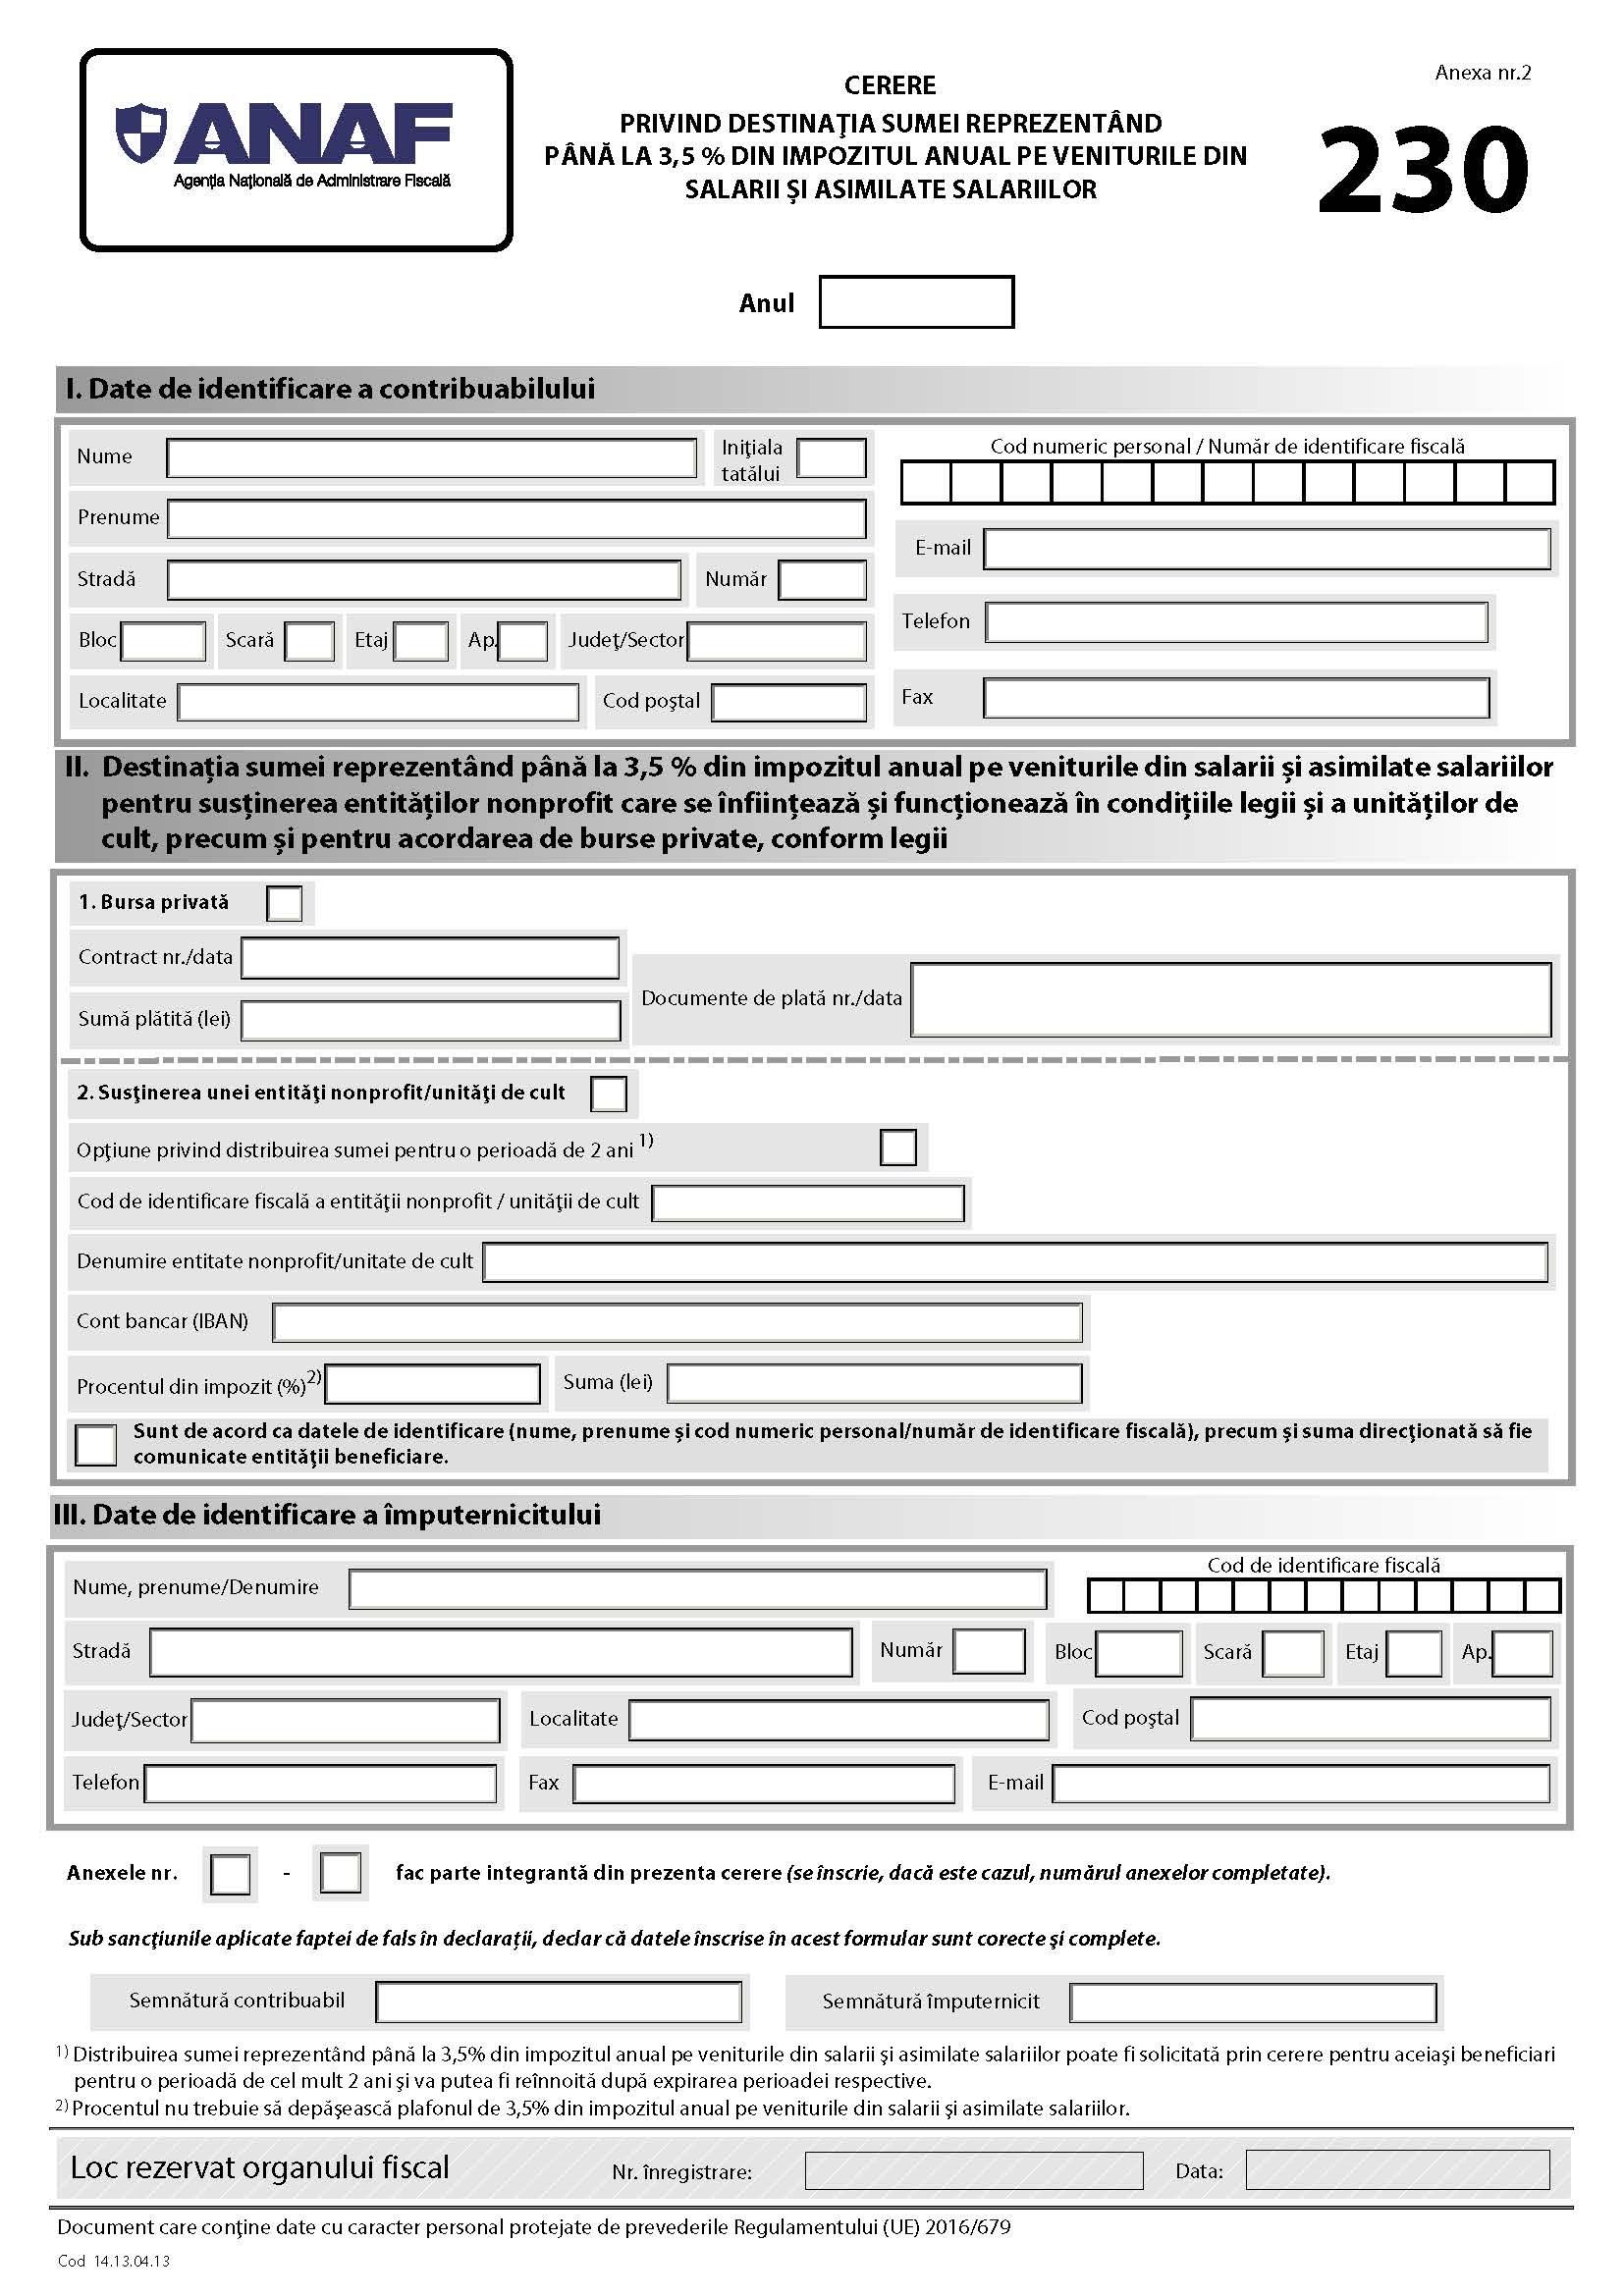 ANAF
Agenția Națională de Administrare Fiscală
CERERE
PRIVIND DESTINAŢIA SUMEI REPREZENTÂND
PÂNĂ LA 3,5 % DIN IMPOZITUL ANUAL PE VENITURILE DIN
SALARII ȘI ASIMILATE SALARIILOR
Anexa nr.2
230
Anul
I. Date de identificare a contribuabilului
Nume
Iniţiala
tatălui
Cod numeric personal / Număr de identificare fiscală
Prenume
E-mail
Stradă
Număr
Telefon
Bloc
Scară
Etaj
Ap.
Judeţ/Sector
Localitate
Cod poştal
Fax
II. Destinația sumei reprezentând până la 3,5 % din impozitul anual pe veniturile din salarii și asimilate salariilor
pentru susținerea entităților nonprofit care se înființează și funcționează în condițiile legii și a unităților de
cult, precum și pentru acordarea de burse private, conform legii
1. Bursa privată
Contract nr./data
Documente de plată nr./data
Sumă plătită (lei)
2. Susţinerea unei entităţi nonprofit/unităţi de cult
Opţiune privind distribuirea sumei pentru o perioadă de 2 ani 1)
Cod de identificare fiscală a entităţii nonprofit / unităţii de cult
Denumire entitate nonprofit/unitate de cult
Cont bancar (IBAN)
Procentul din impozit (%)2)
Suma (lei)
Sunt de acord ca datele de identificare (nume, prenume și cod numeric personal/număr de identificare fiscală), precum şi suma direcţionată să fie
comunicate entităţii beneficiare.
III. Date de identificare a împuternicitului
Nume, prenume/Denumire
Cod de identificare fiscală
Stradă
Număr
Bloc
Scară
Etaj
Ap.
Judeţ/Sector
Localitate
Cod poştal
Telefon
Fax
E-mail
Anexele nr. - fac parte integrantă din prezenta cerere (se înscrie, dacă este cazul, numărul anexelor completate).
Sub sancţiunile aplicate faptei de fals în declarații, declar că datele înscrise în acest formular sunt corecte şi complete.
Semnătură contribuabil
Semnătură împuternicit
1) Distribuirea sumei reprezentând până la 3,5% din impozitul anual pe veniturile din salarii şi asimilate salariilor poate fi solicitată prin cerere pentru aceiaşi beneficiari
pentru o perioadă de cel mult 2 ani şi va putea fi reînnoită după expirarea perioadei respective.
2) Procentul nu trebuie să depăşească plafonul de 3,5% din impozitul anual pe veniturile din salarii şi asimilate salariilor.
Loc rezervat organului fiscal
Nr. înregistrare:
Data:
Document care conţine date cu caracter personal protejate de prevederile Regulamentului (UE) 2016/679
Cod 14.13.04.13